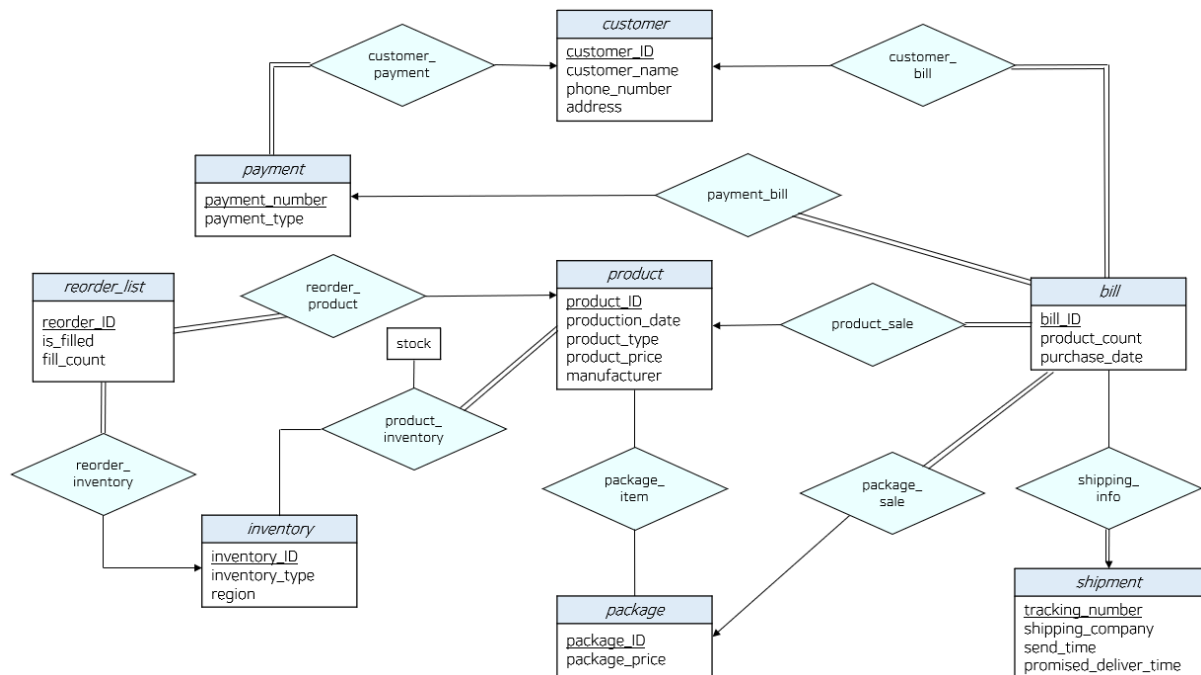 customer
customer_ID
customer_name
phone_number
address
customer_
payment
customer_
bill
payment
payment_number
payment_type
payment_bill
reorder_list
reorder_ID
is_filled
fill_count
reorder_
product
product
product_ID
production_date
product_type
product_price
manufacturer
product_sale
bill
bill_ID
product_count
purchase_date
stock
product_
inventory
reorder_
inventory
package_
item
package_
sale
shipping_
info
inventory
inventory_ID
inventory_type
region
package
package_ID
package_price
shipment
tracking_number
shipping_company
send_time
promised_deliver_time